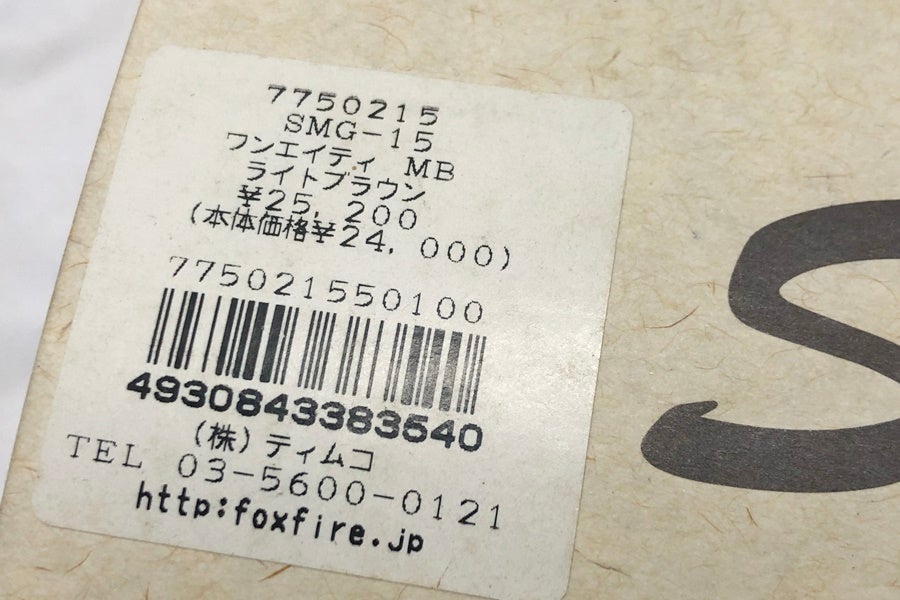 7750215
SMG-15
ワンエイティ MB
ライトブラウン
¥25,200
(本体価格¥24,000)
775021550100
4930843383540
(株)ティムコ
TEL 03-5600-0121
http:foxfire.jp
S